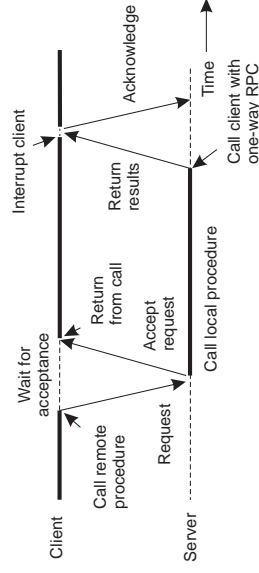 Client
Call remote
procedure
Wait for
acceptance
Return
from call
Interrupt client
Request
Accept
request
Return
results
Acknowledge
Server
Call local procedure
Call client with
one-way RPC
Time